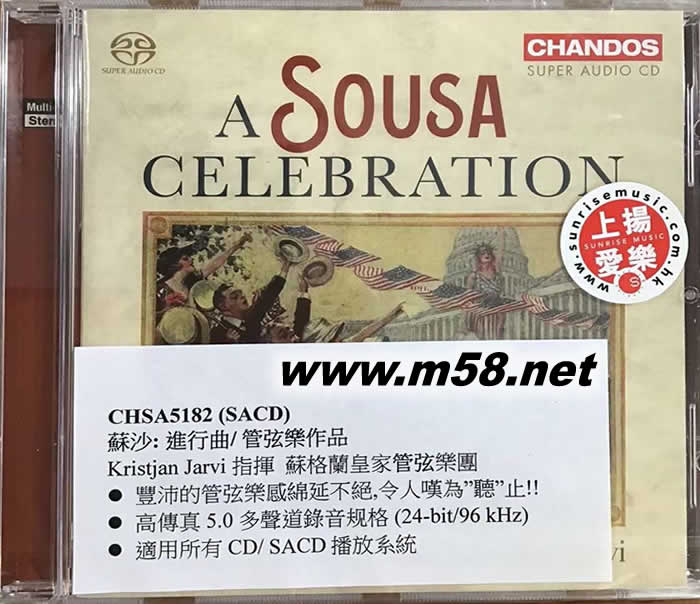 SUPER AUDIO CD
CHANDOS
SUPER AUDIO CD
A SOUSA
CELEBRATION
www.sunrisemusic.com.hk
上揚
SUNRISE MUSIC
愛樂
www.m58.net
CHSA5182 (SACD)
蘇沙: 進行曲/ 管弦樂作品
Kristjan Jarvi 指揮 蘇格蘭皇家管弦樂團
● 豐沛的管弦樂感綿延不絕,令人嘆為”聽”止!!
● 高傳真 5.0 多聲道錄音规格 (24-bit/96 kHz)
● 適用所有 CD/ SACD 播放系統